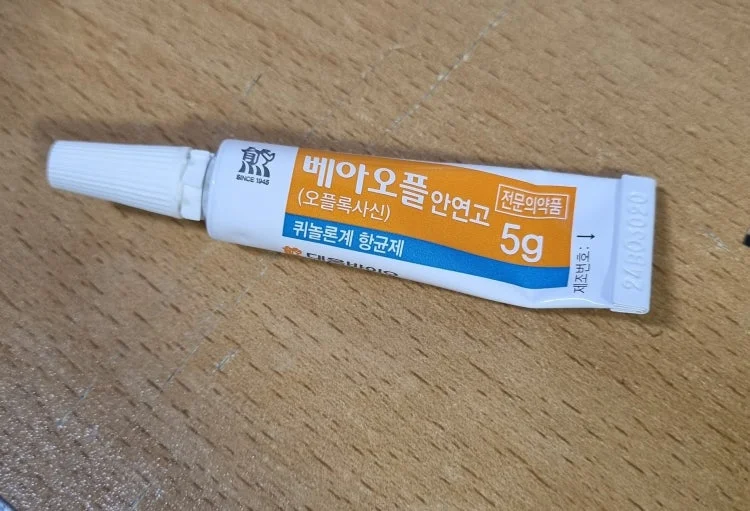 SINCE 1945
베아오플안연고
(오플록사신)
전문의약품
5g
퀴놀론계 항균제
제조번호: ↓